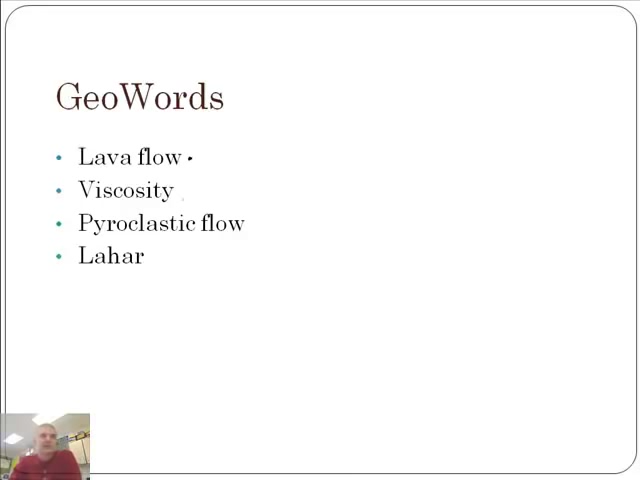 GeoWords
• Lava flow
• Viscosity
• Pyroclastic flow
• Lahar